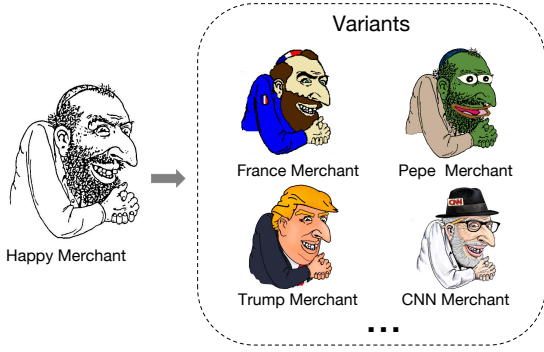 Variants
Happy Merchant
France Merchant
Pepe Merchant
CNN
Trump Merchant
CNN Merchant
...